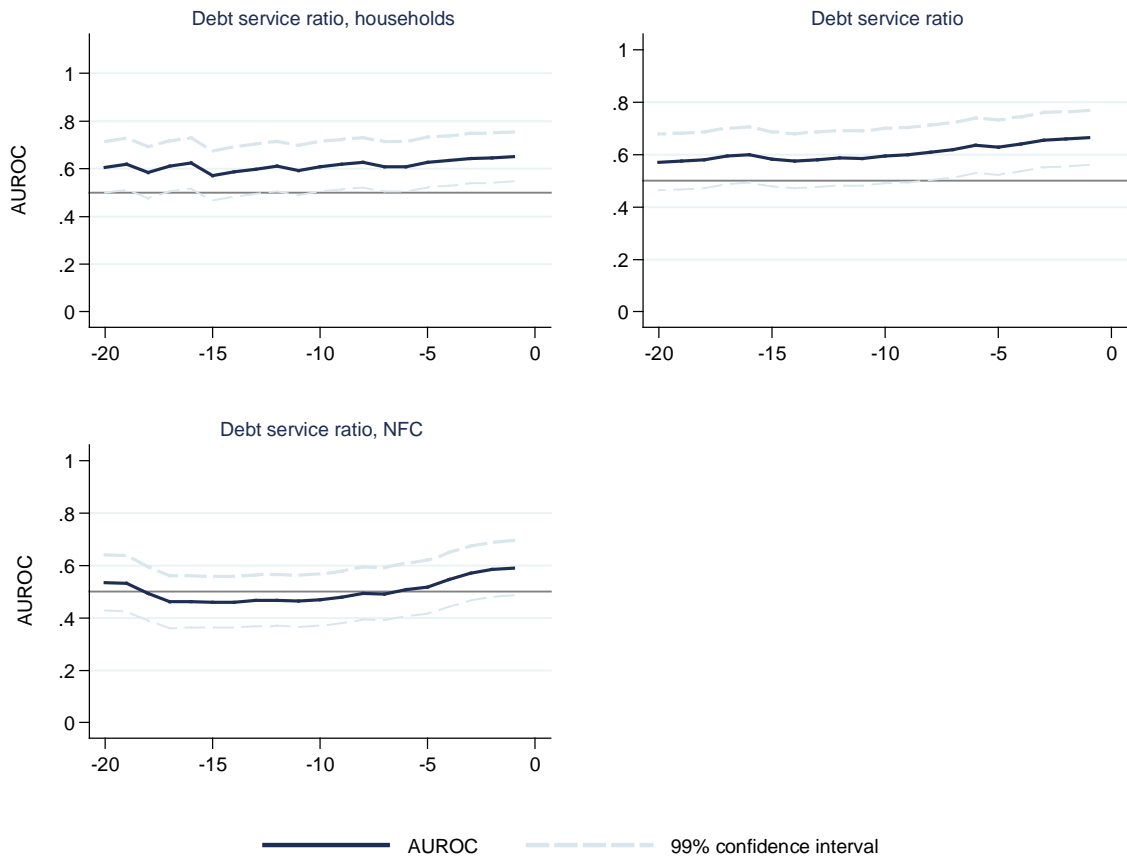 Debt service ratio, households
AUROC
1
.8
.6
.4
.2
0
-20 -15 -10 -5 0
Debt service ratio
1
.8
.6
.4
.2
0
-20 -15 -10 -5 0
Debt service ratio, NFC
AUROC
1
.8
.6
.4
.2
0
-20 -15 -10 -5 0
AUROC 99% confidence interval